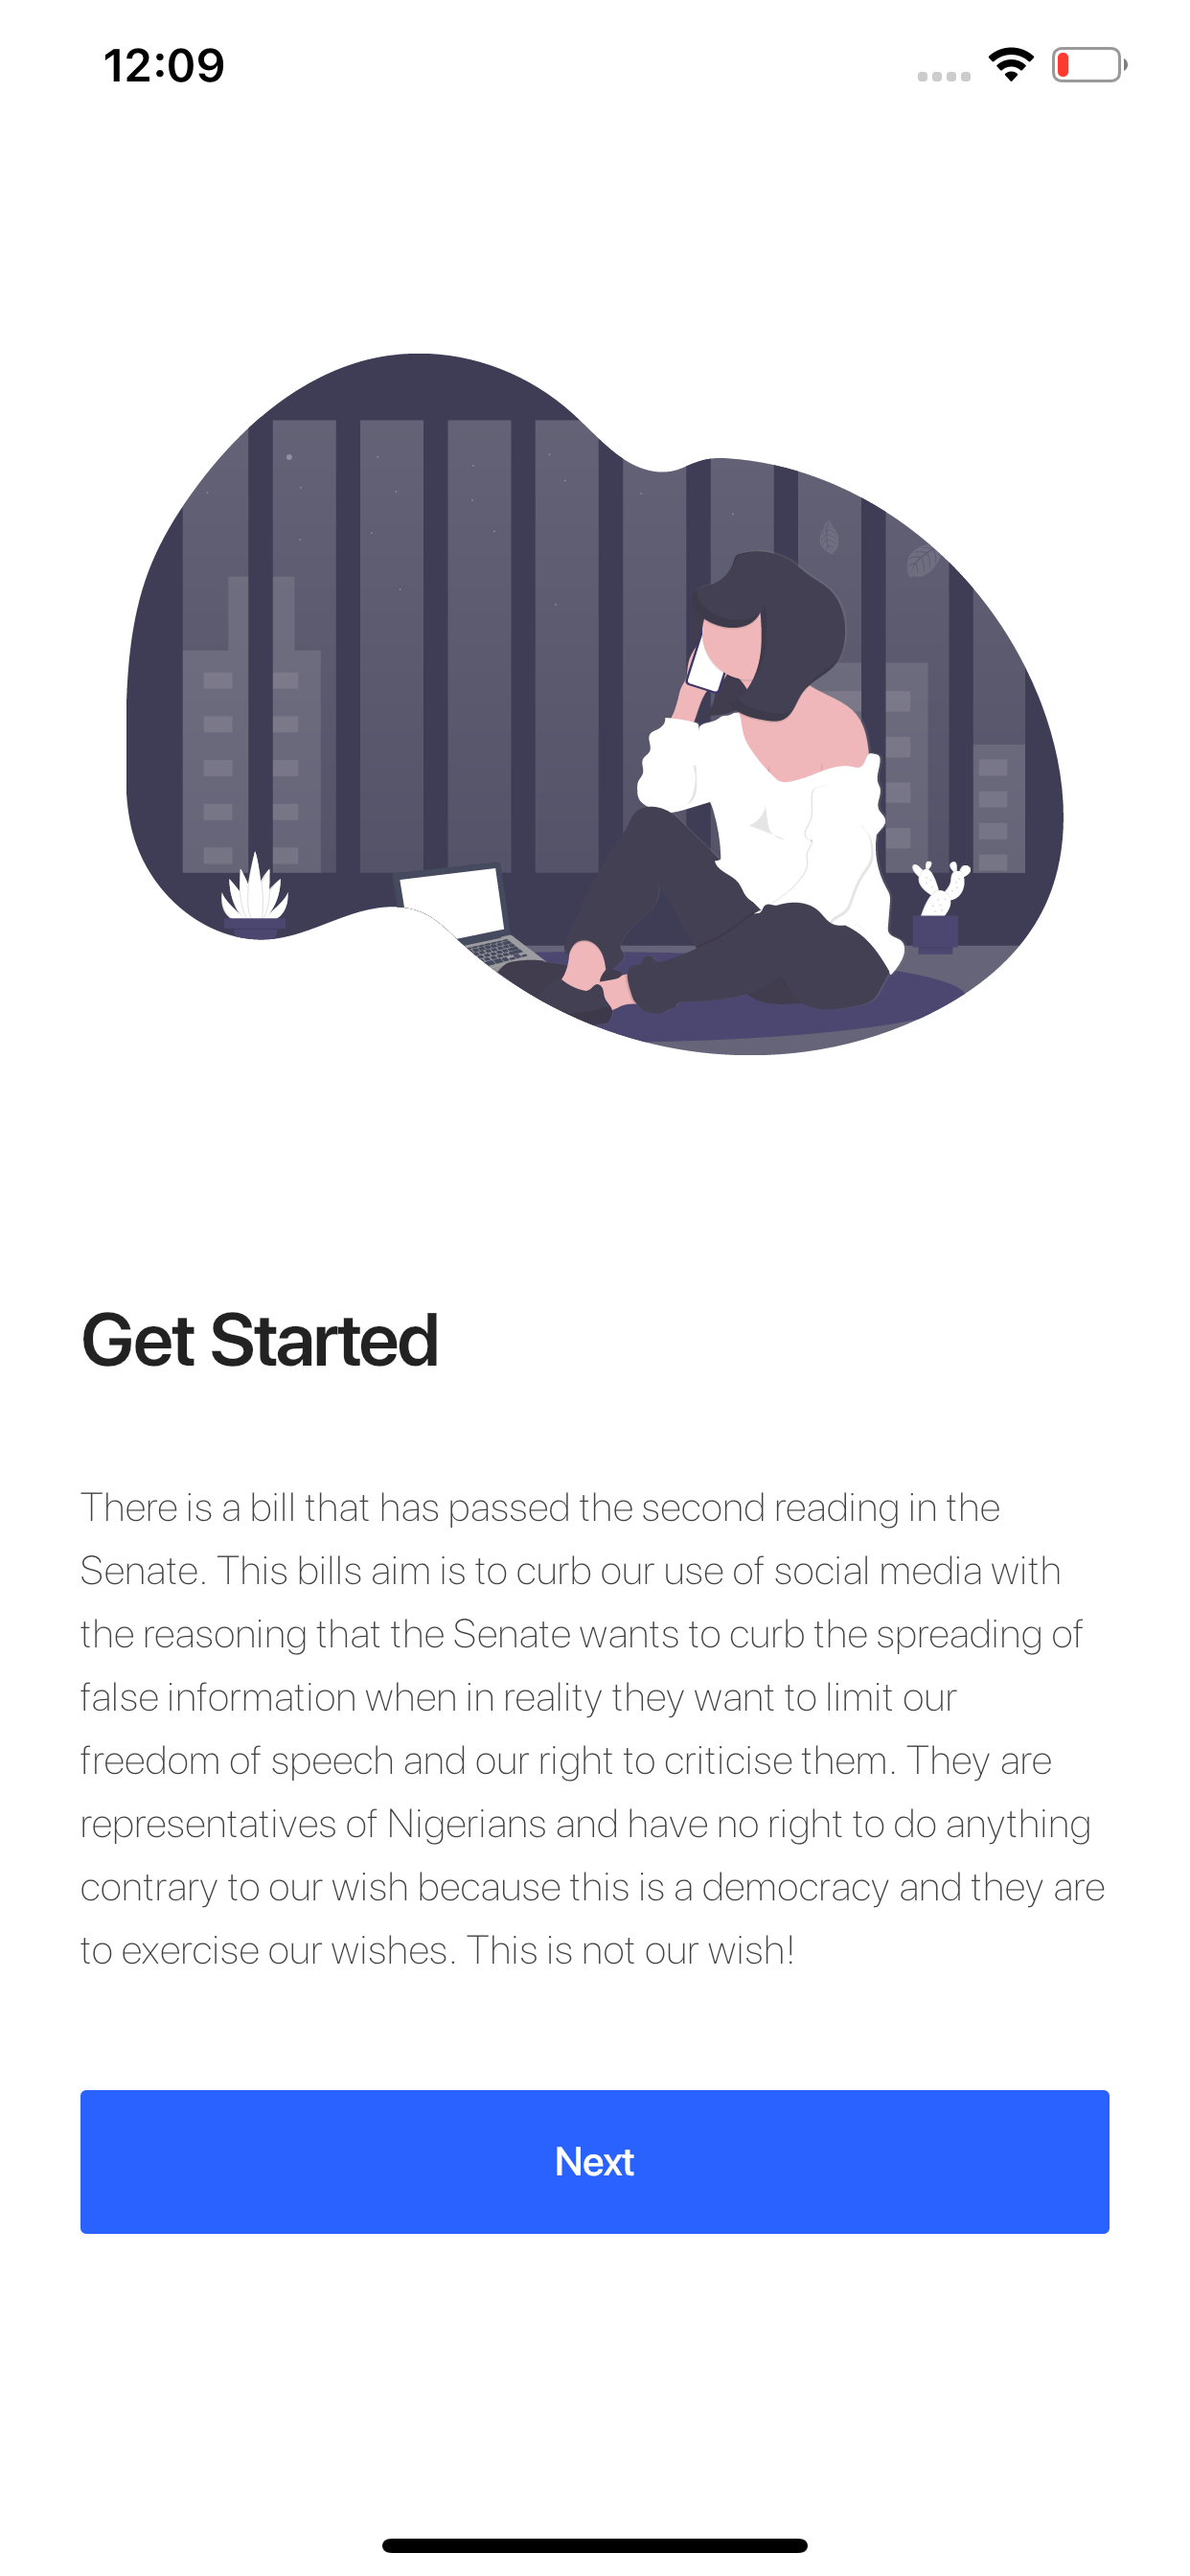 12:09
Get Started
There is a bill that has passed the second reading in the
Senate. This bills aim is to curb our use of social media with
the reasoning that the Senate wants to curb the spreading of
false information when in reality they want to limit our
freedom of speech and our right to criticise them. They are
representatives of Nigerians and have no right to do anything
contrary to our wish because this is a democracy and they are
to exercise our wishes. This is not our wish!
Next